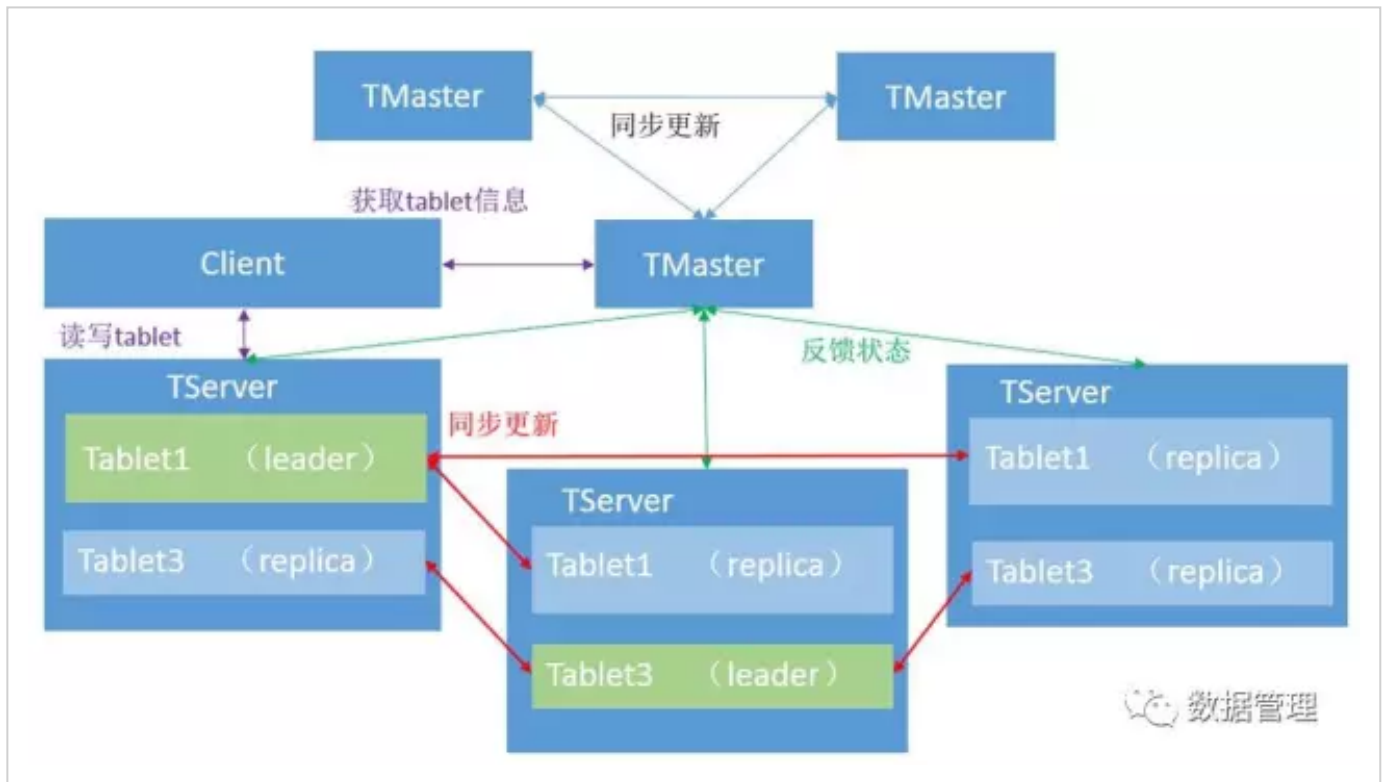 TMaster
TMaster
同步更新
获取tablet信息
Client
TMaster
读写tablet
反馈状态
TServer
TServer
同步更新
Tablet1 （leader）
Tablet1 （replica）
TServer
Tablet3 （replica）
Tablet1 （replica）
Tablet3 （replica）
Tablet3 （leader）
数据管理